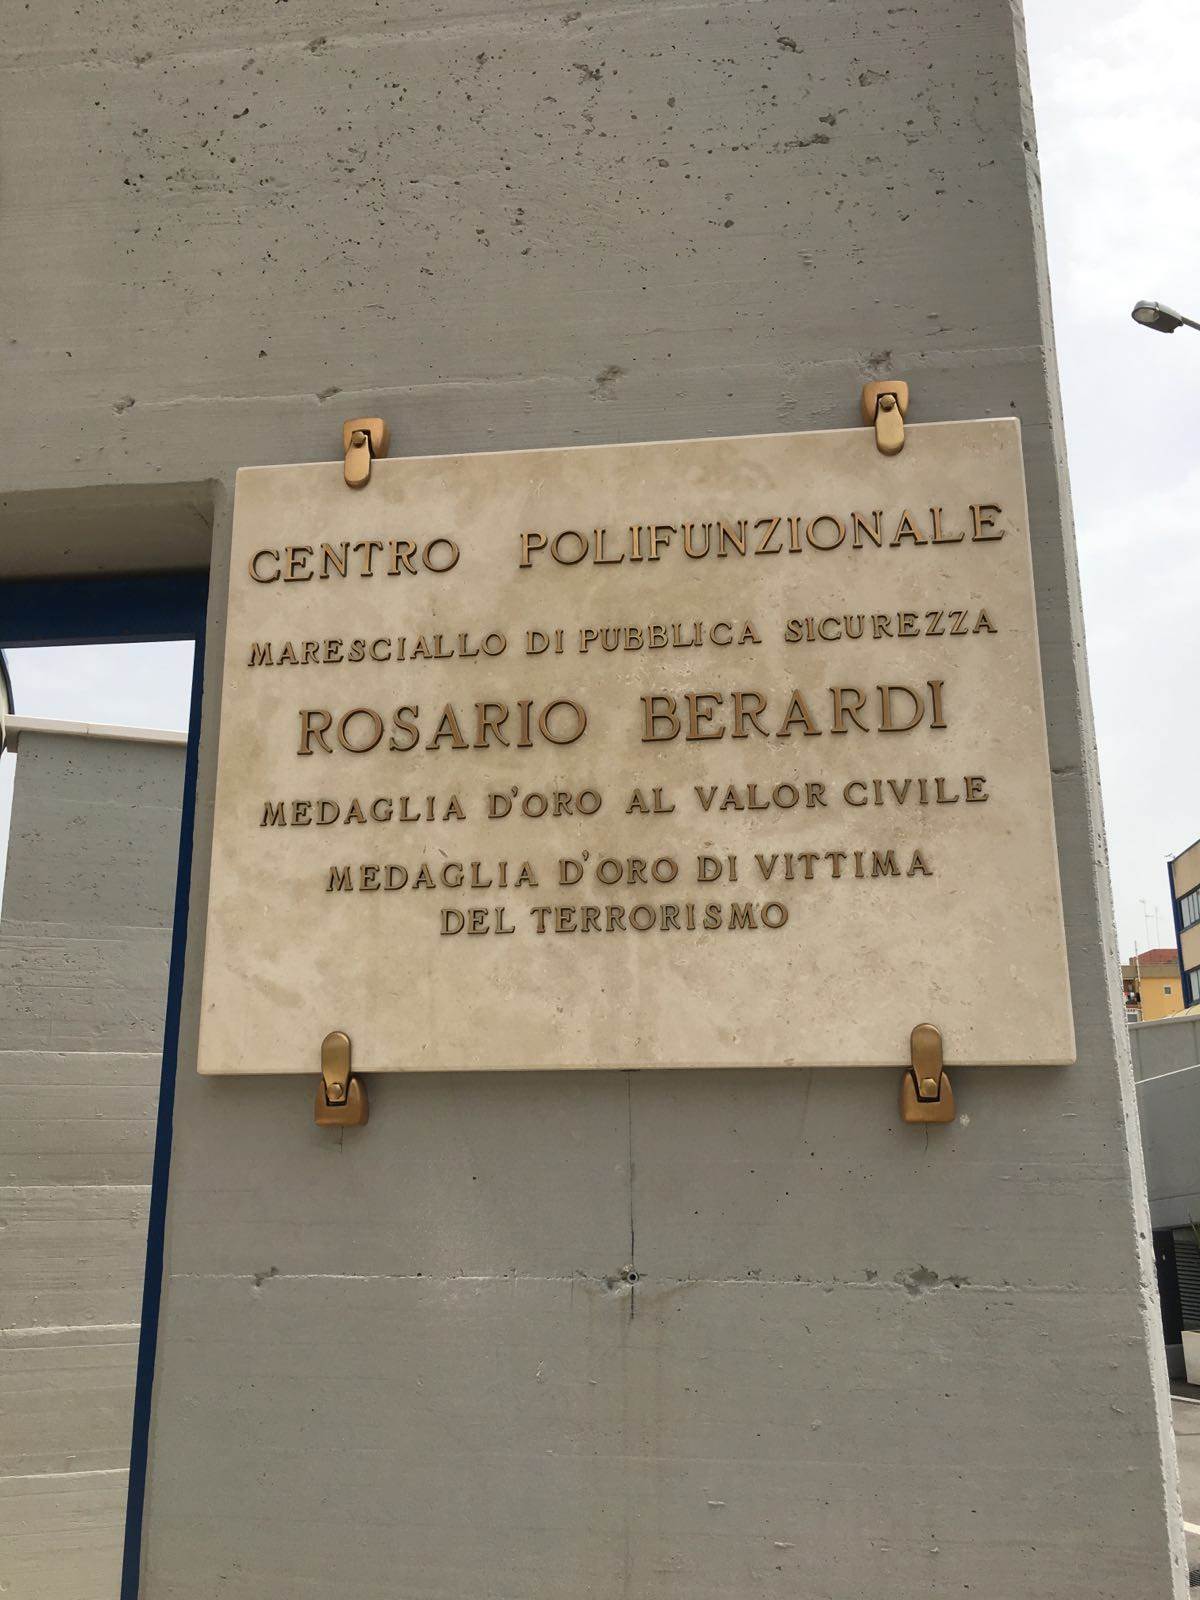 CENTRO POLIFUNZIONALE
MARESCIALLO DI PUBBLICA SICUREZZA
ROSARIO BERARDI
MEDAGLIA D'ORO AL VALOR CIVILE
MEDAGLIA D'ORO DI VITTIMA
DEL TERRORISMO